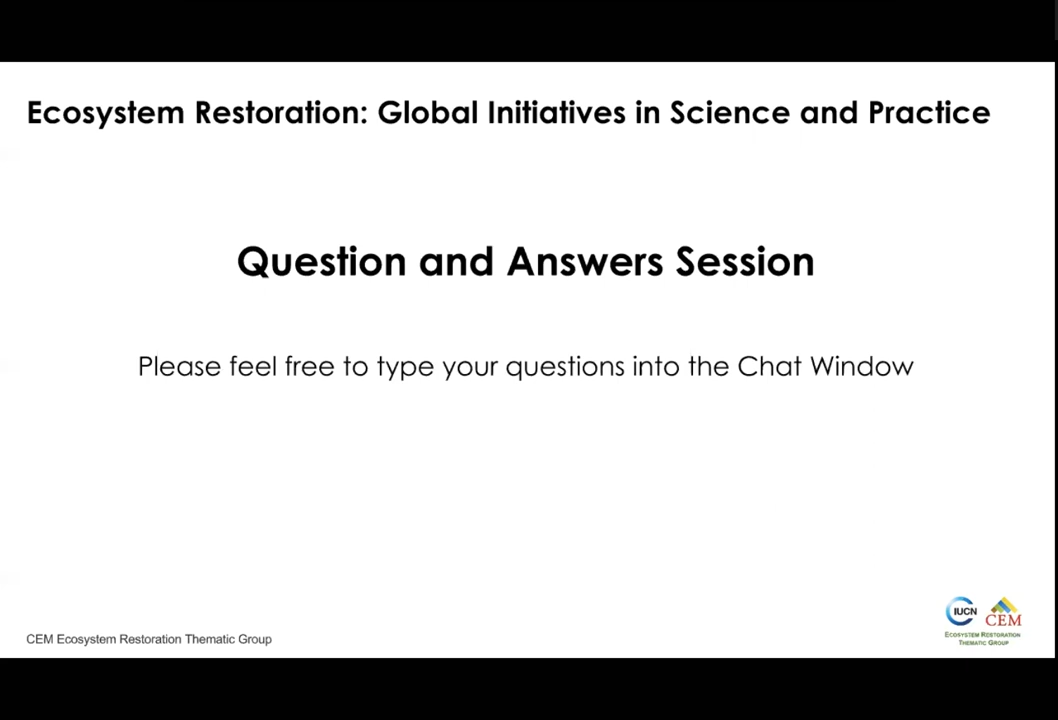 Ecosystem Restoration: Global Initiatives in Science and Practice
Question and Answers Session
Please feel free to type your questions into the Chat Window
IUCN
CEM
ECOSYSTEM RESTORATION
THEMATIC GROUP
CEM Ecosystem Restoration Thematic Group